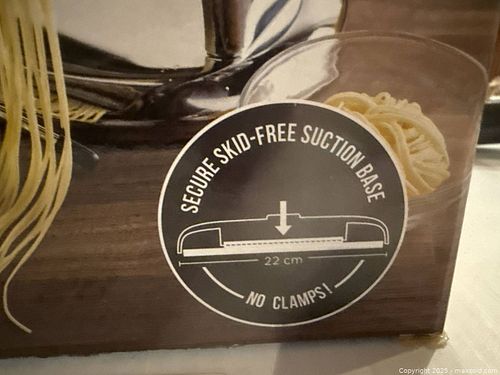 SECURE SKID-FREE SUCTION BASE
22 cm
NO CLAMPS!
Copyright 2025 - maxsold.com